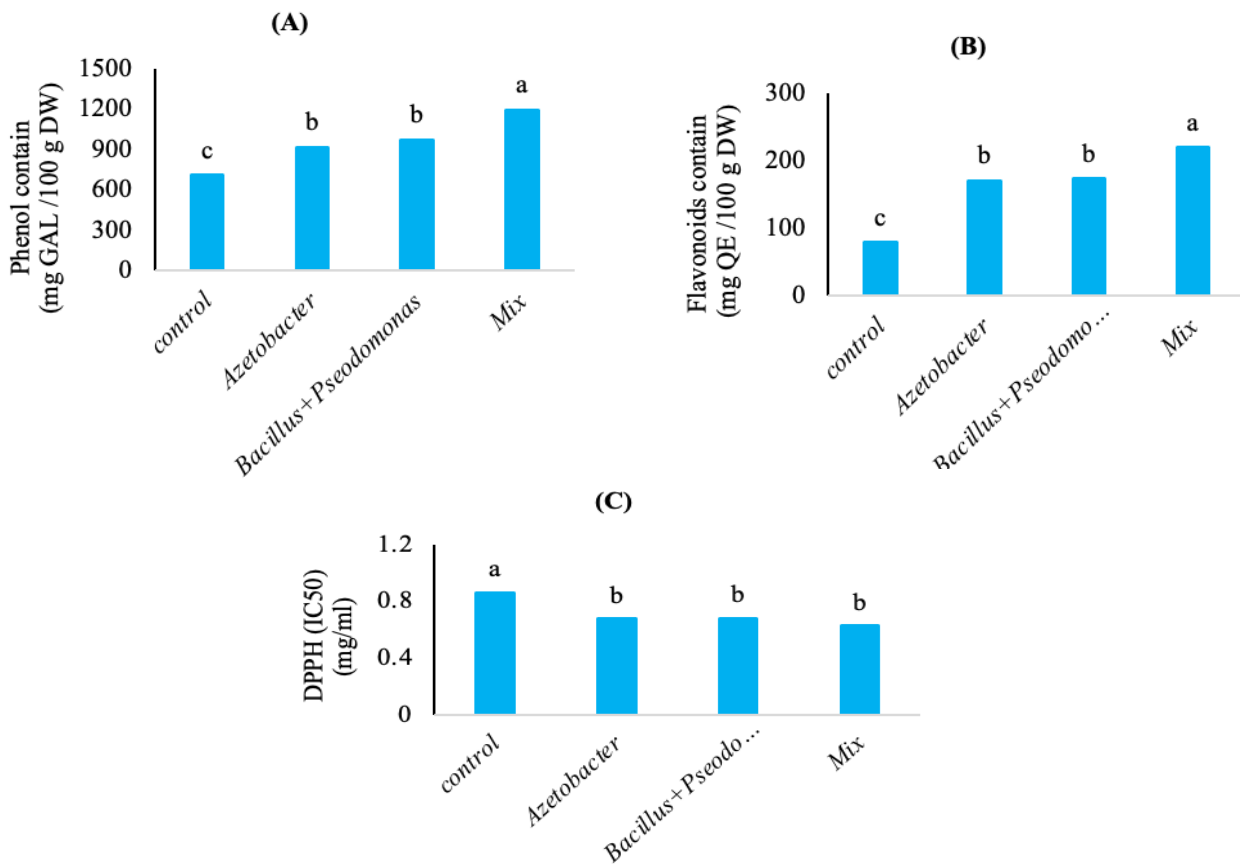 (A)
Phenol contain
(mg GAL /100 g DW)
1500
1200
900
600
300
0
c
b
b
a
control
Azetobacter
Bacillus+Pseodomonas
Mix
(B)
Flavonoids contain
(mg QE /100 g DW)
300
200
100
0
c
b
b
a
control
Azetobacter
Bacillus+Pseodomo...
Mix
(C)
DPPH (IC50)
(mg/ml)
1.2
0.8
0.4
0
a
b
b
b
control
Azetobacter
Bacillus+Pseodo...
Mix